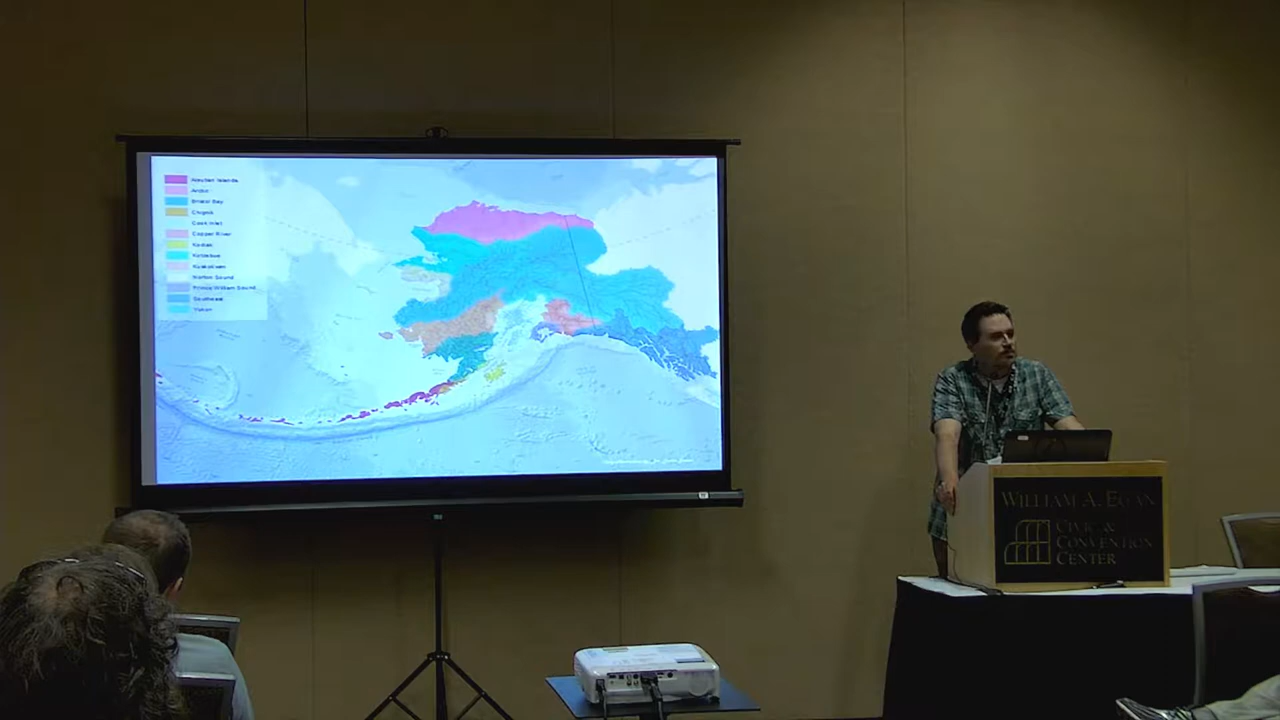 Aleutian Islands
Arctic
Bristol Bay
Chignik
Cook Inlet
Copper River
Kodiak
Kotzebue
Kuskokwim
Norton Sound
Prince William Sound
Southeast
Yukon
WILLIAM A. EGAN
CIVIC &
CONVENTION
CENTER